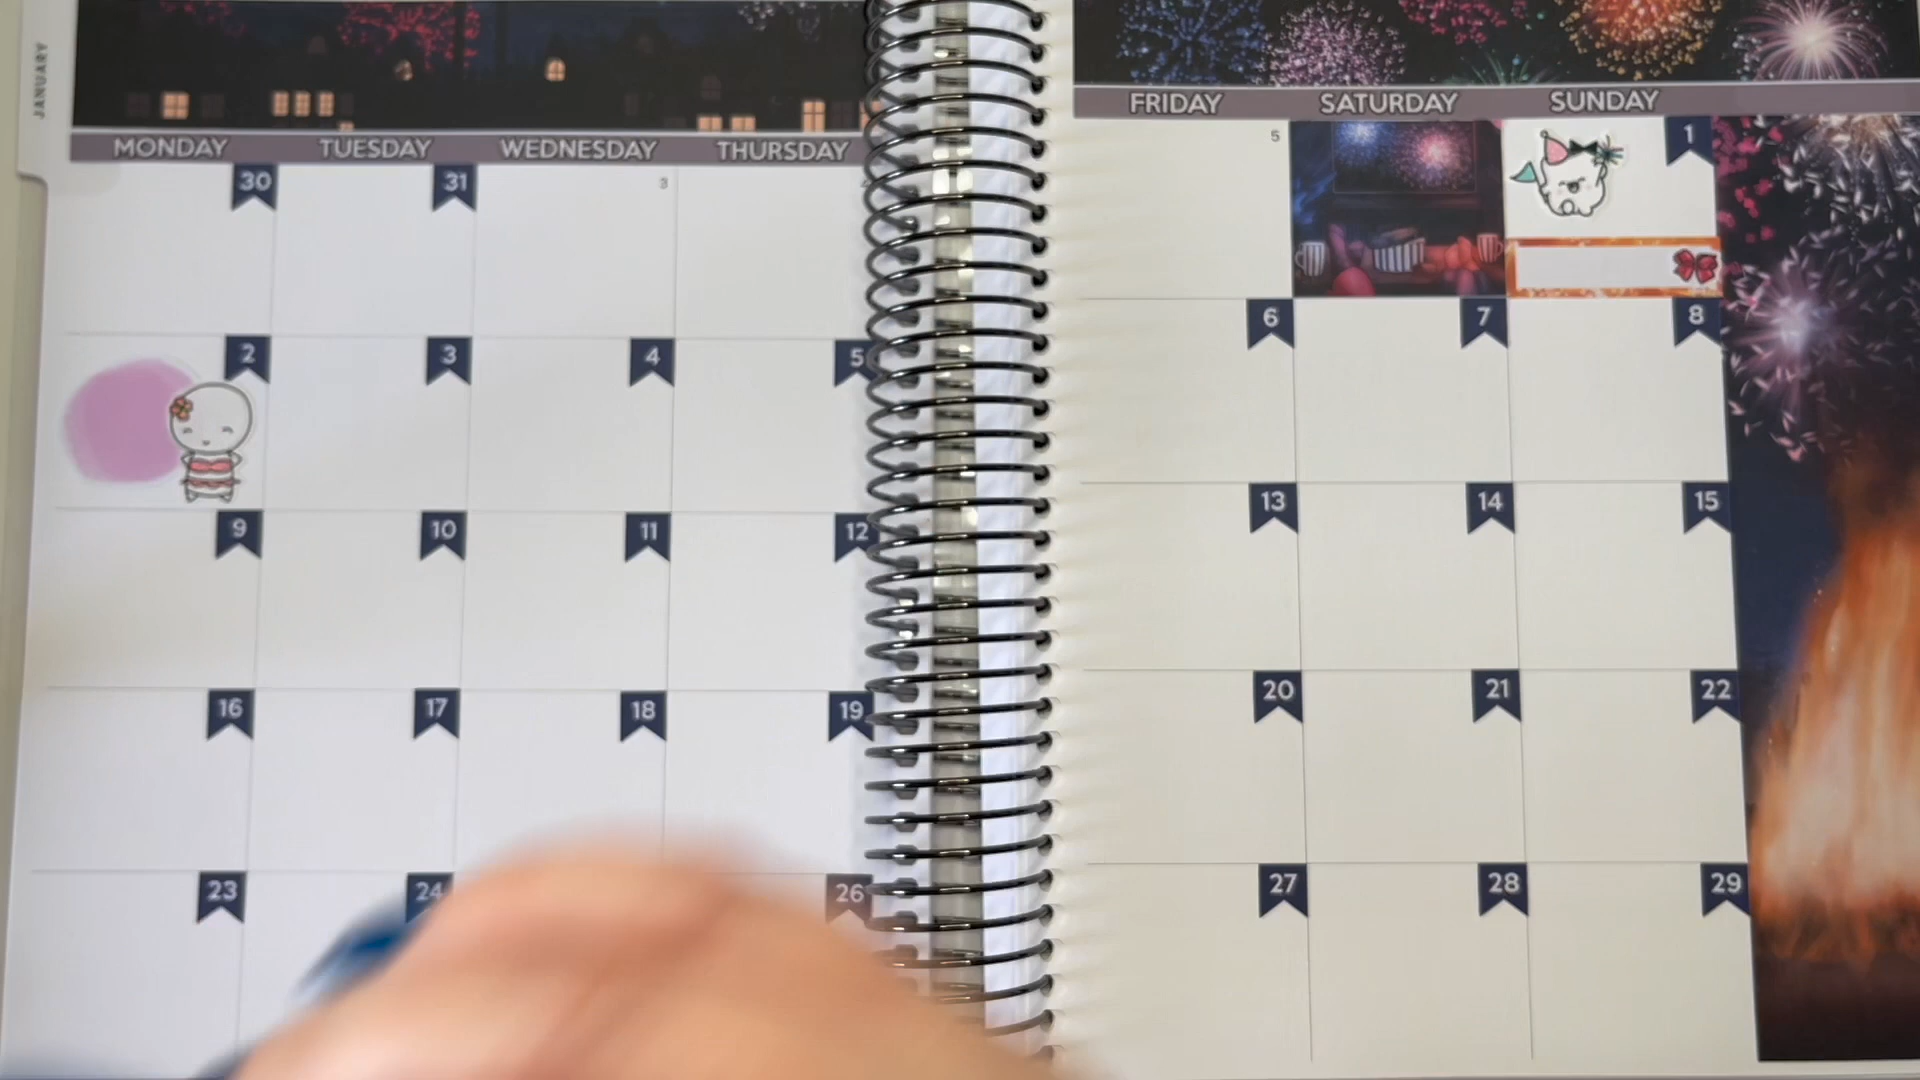 JANUARY
MONDAY TUESDAY WEDNESDAY THURSDAY FRIDAY SATURDAY SUNDAY
30 31 3 5 1
2 3 4 5 6 7 8
9 10 11 12 13 14 15
16 17 18 19 20 21 22
23 24 26 27 28 29